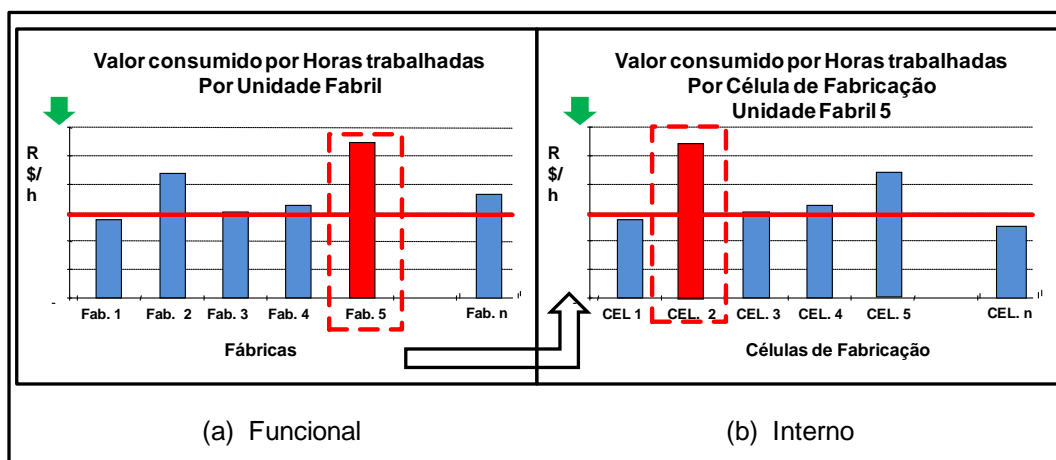 Valor consumido por Horas trabalhadas
Por Unidade Fabril
R
$/
h
-
Fab. 1
Fab. 2
Fab. 3
Fab. 4
Fab. 5
Fab. n
Fábricas
(a) Funcional
Valor consumido por Horas trabalhadas
Por Célula de Fabricação
Unidade Fabril 5
R
$/
h
-
CEL 1
CEL. 2
CEL. 3
CEL. 4
CEL. 5
CEL. n
Células de Fabricação
(b) Interno